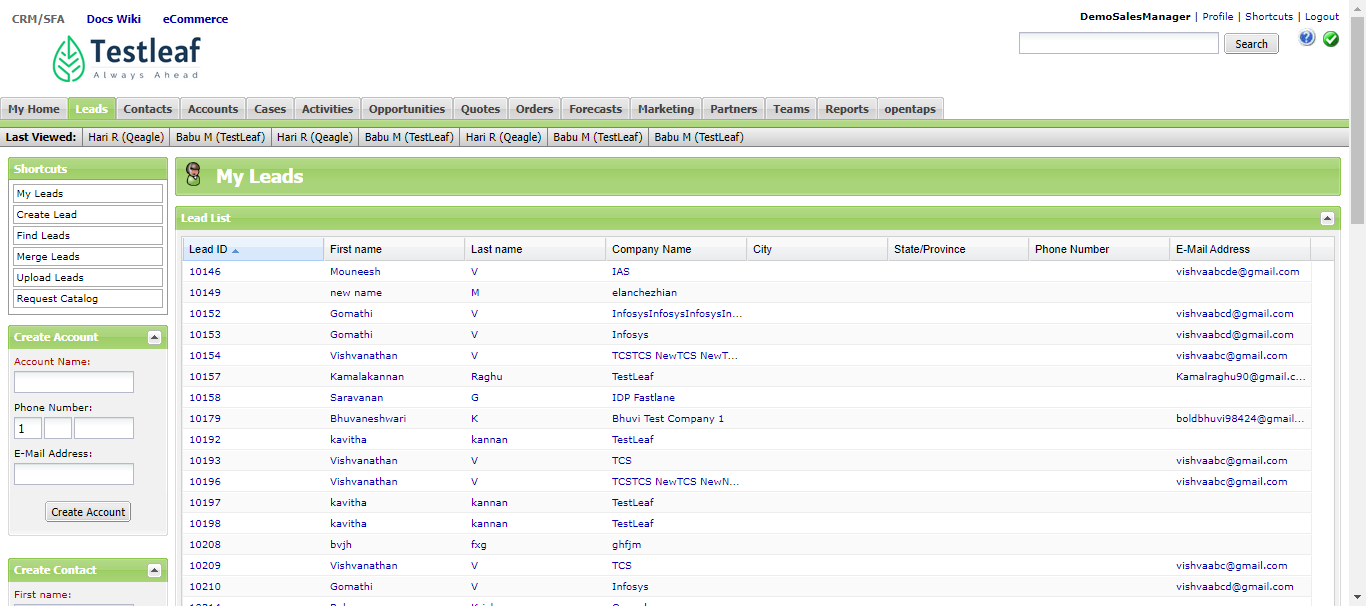 CRM/SFA Docs Wiki eCommerce
DemoSalesManager | Profile | Shortcuts | Logout
Testleaf
Always Ahead
Search
My Home Leads Contacts Accounts Cases Activities Opportunities Quotes Orders Forecasts Marketing Partners Teams Reports opentaps
Last Viewed: Hari R (Qeagle) Babu M (TestLeaf) Hari R (Qeagle) Babu M (TestLeaf) Hari R (Qeagle) Babu M (TestLeaf) Babu M (TestLeaf)
Shortcuts
My Leads
Create Lead
Find Leads
Merge Leads
Upload Leads
Request Catalog
Create Account
Account Name:
Phone Number:
1
E-Mail Address:
Create Account
Create Contact
First name:
My Leads
Lead List
Lead ID First name Last name Company Name City State/Province Phone Number E-Mail Address
10146 Mouneesh V IAS vishvaabcde@gmail.com
10149 new name M elanchezhian
10152 Gomathi V InfosysInfosysInfosysIn... vishvaabcd@gmail.com
10153 Gomathi V Infosys vishvaabcd@gmail.com
10154 Vishvanathan V TCSTCS NewTCS NewT... vishvaabc@gmail.com
10157 Kamalakannan Raghu TestLeaf Kamalraghu90@gmail.c...
10158 Saravanan G IDP Fastlane
10179 Bhuvaneshwari K Bhuvi Test Company 1 boldbhuvi98424@gmail...
10192 kavitha kannan TestLeaf
10193 Vishvanathan V TCS vishvaabc@gmail.com
10196 Vishvanathan V TCSTCS NewTCS NewN... vishvaabc@gmail.com
10197 kavitha kannan TestLeaf
10198 kavitha kannan TestLeaf
10208 bvjh fxg ghfjm
10209 Vishvanathan V TCS vishvaabc@gmail.com
10210 Gomathi V Infosys vishvaabcd@gmail.com